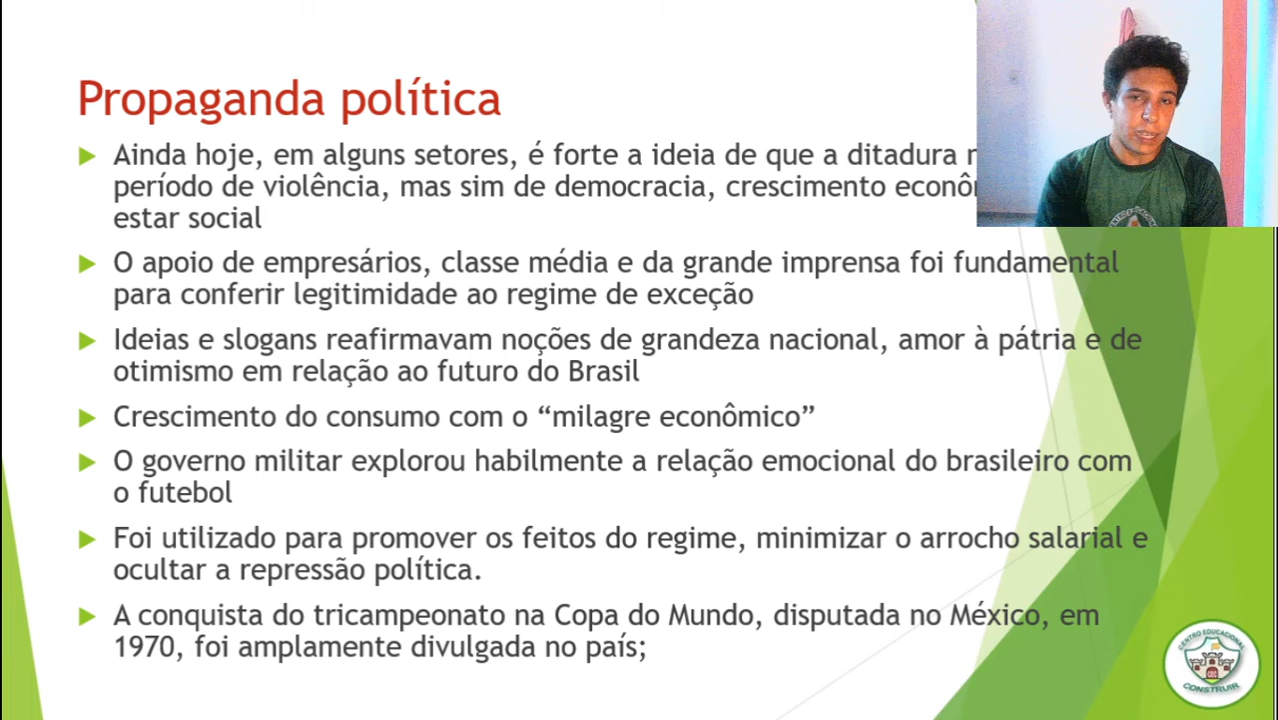 Propaganda política
Ainda hoje, em alguns setores, é forte a ideia de que a ditadura
período de violência, mas sim de democracia, crescimento
estar social
O apoio de empresários, classe média e da grande imprensa foi fundamental
para conferir legitimidade ao regime de exceção
Ideias e slogans reafirmavam noções de grandeza nacional, amor à pátria e de
otimismo em relação ao futuro do Brasil
Crescimento do consumo com o “milagre econômico”
O governo militar explorou habilmente a relação emocional do brasileiro com
o futebol
Foi utilizado para promover os feitos do regime, minimizar o arrocho salarial e
ocultar a repressão política.
A conquista do tricampeonato na Copa do Mundo, disputada no México, em
1970, foi amplamente divulgada no país;
CENTRO EDUCACIONAL
CEC
CONSTRUIR